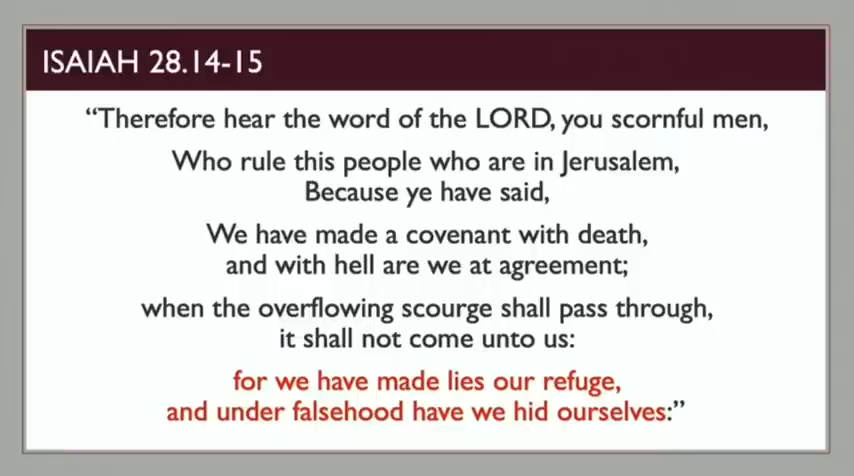 ISAIAH 28.14-15
“Therefore hear the word of the LORD, you scornful men,
Who rule this people who are in Jerusalem,
Because ye have said,
We have made a covenant with death,
and with hell are we at agreement;
when the overflowing scourge shall pass through,
it shall not come unto us:
for we have made lies our refuge,
and under falsehood have we hid ourselves:”